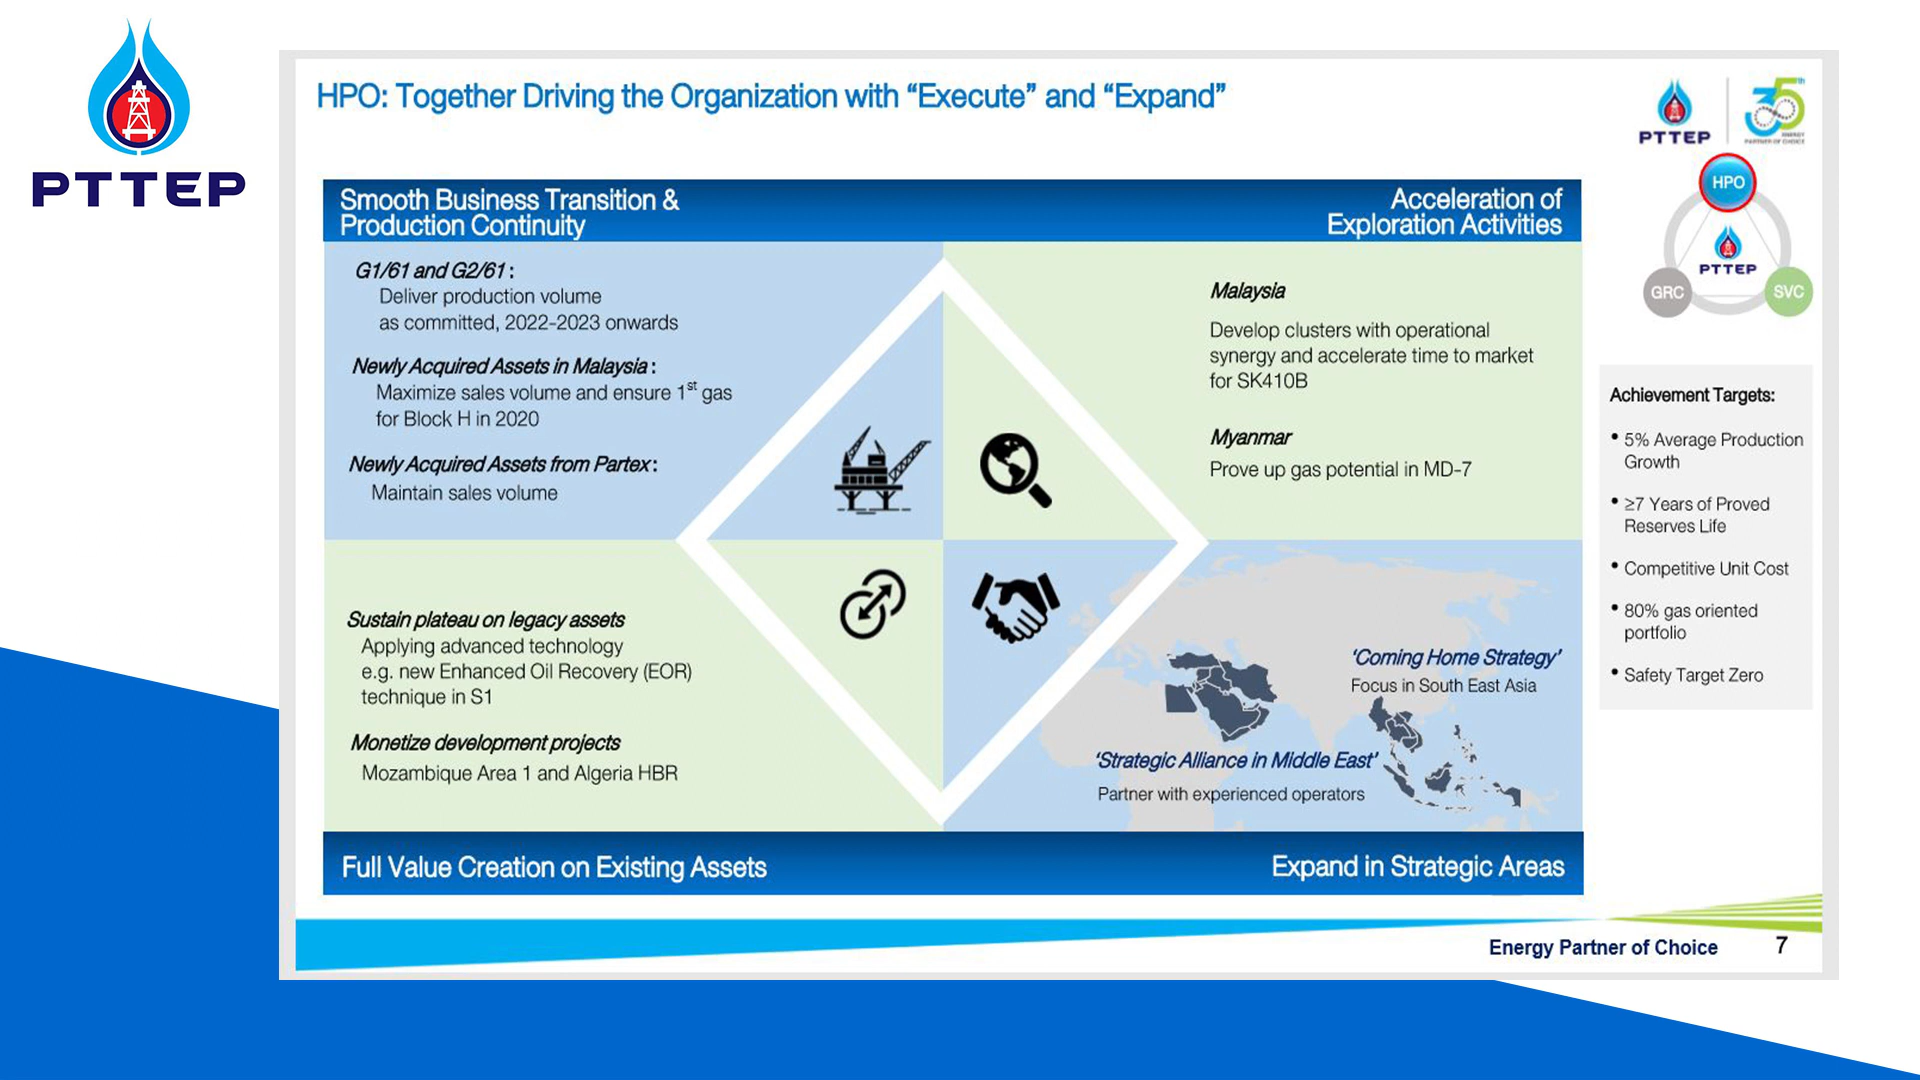 PTTEP
HPO: Together Driving the Organization with “Execute” and “Expand”
PTTEP
35th
ENERGY
PARTNER OF CHOICE
HPO
PTTEP
GRC
SVC
Smooth Business Transition &
Production Continuity
Acceleration of
Exploration Activities
G1/61 and G2/61 :
Deliver production volume
as committed, 2022-2023 onwards
Newly Acquired Assets in Malaysia :
Maximize sales volume and ensure 1st gas
for Block H in 2020
Newly Acquired Assets from Partex :
Maintain sales volume
Malaysia
Develop clusters with operational
synergy and accelerate time to market
for SK410B
Myanmar
Prove up gas potential in MD-7
Sustain plateau on legacy assets
Applying advanced technology
e.g. new Enhanced Oil Recovery (EOR)
technique in S1
Monetize development projects
Mozambique Area 1 and Algeria HBR
‘Coming Home Strategy’
Focus in South East Asia
‘Strategic Alliance in Middle East’
Partner with experienced operators
Full Value Creation on Existing Assets
Expand in Strategic Areas
Achievement Targets:
• 5% Average Production
Growth
• ≥7 Years of Proved
Reserves Life
• Competitive Unit Cost
• 80% gas oriented
portfolio
• Safety Target Zero
Energy Partner of Choice
7